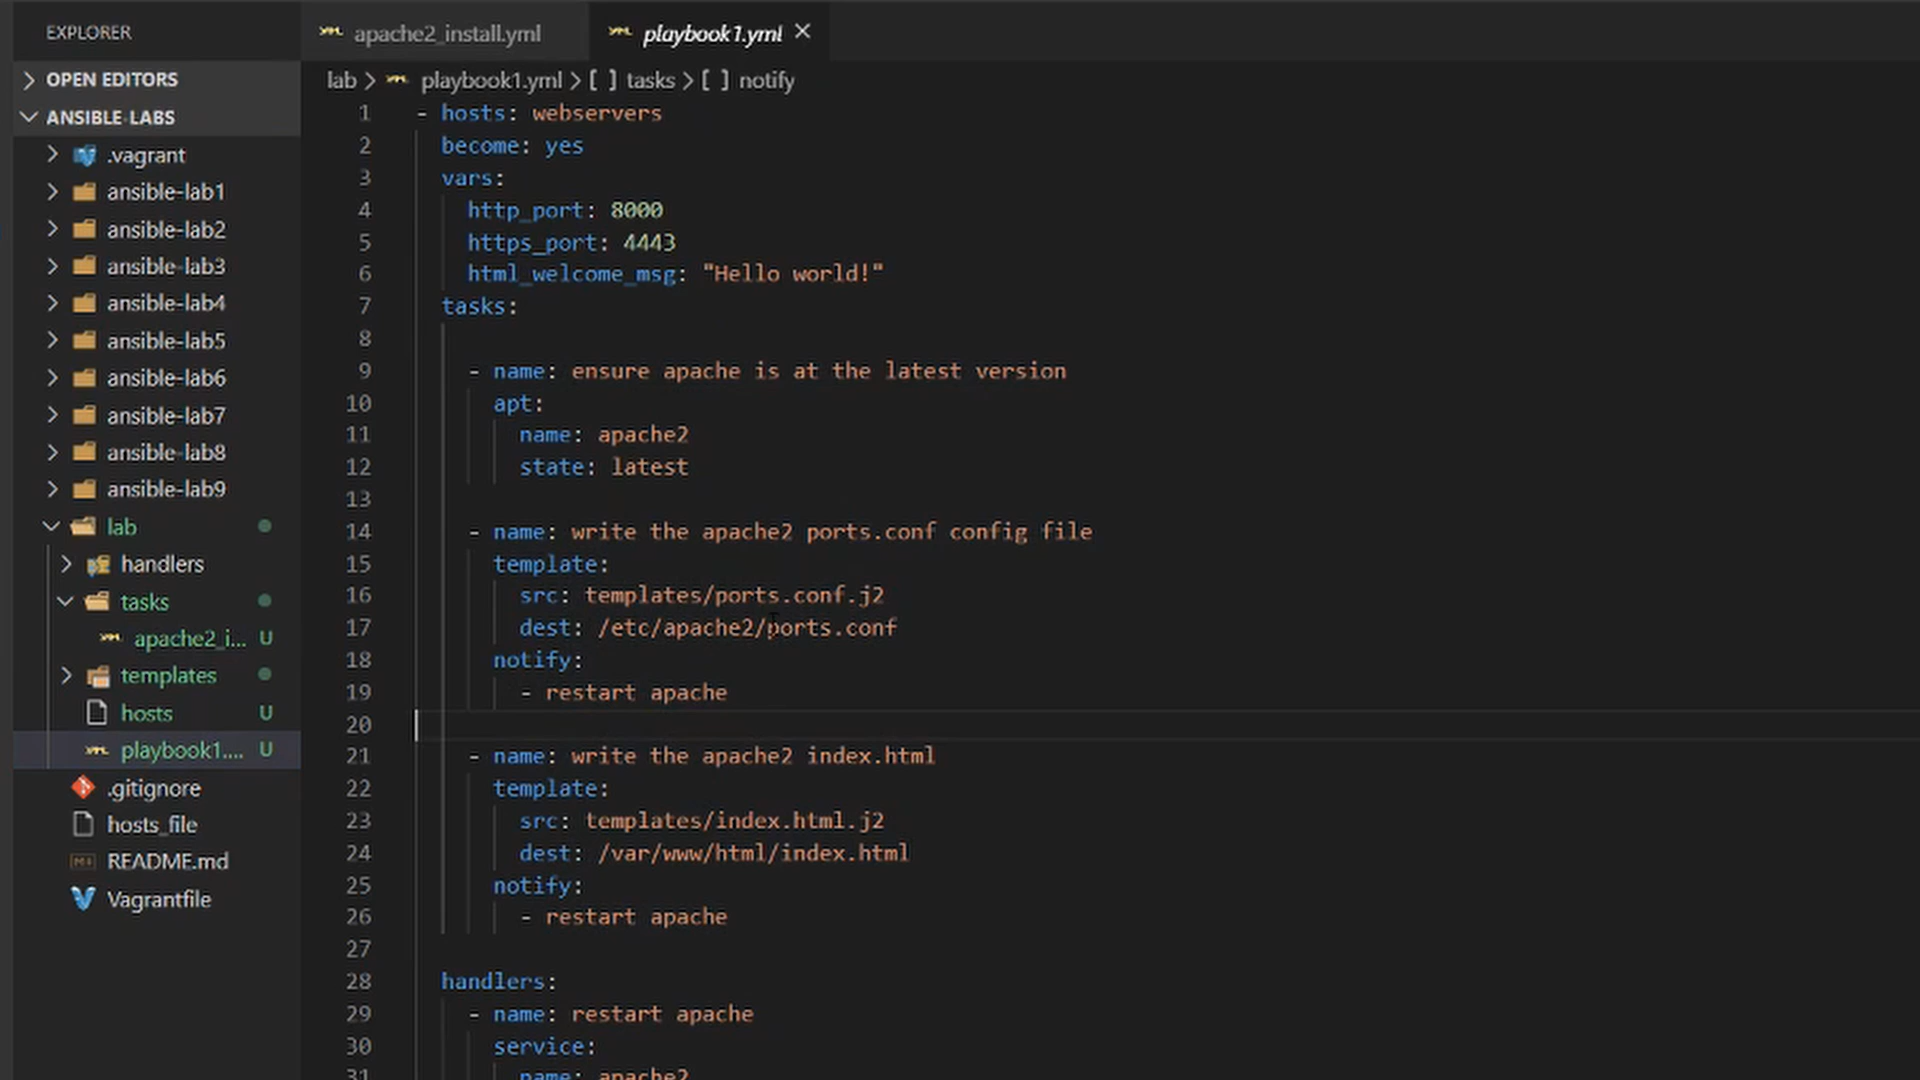 EXPLORER
OPEN EDITORS
ANSIBLE-LABS
.vagrant
ansible-lab1
ansible-lab2
ansible-lab3
ansible-lab4
ansible-lab5
ansible-lab6
ansible-lab7
ansible-lab8
ansible-lab9
lab
handlers
tasks
apache2_i... U
templates
hosts U
playbook1.... U
.gitignore
hosts_file
README.md
Vagrantfile
apache2_install.yml
playbook1.yml
lab > playbook1.yml > [ ] tasks > [ ] notify
1 - hosts: webservers
2 become: yes
3 vars:
4 http_port: 8000
5 https_port: 4443
6 html_welcome_msg: "Hello world!"
7 tasks:
8
9 - name: ensure apache is at the latest version
10 apt:
11 name: apache2
12 state: latest
13
14 - name: write the apache2 ports.conf config file
15 template:
16 src: templates/ports.conf.j2
17 dest: /etc/apache2/ports.conf
18 notify:
19 - restart apache
20
21 - name: write the apache2 index.html
22 template:
23 src: templates/index.html.j2
24 dest: /var/www/html/index.html
25 notify:
26 - restart apache
27
28 handlers:
29 - name: restart apache
30 service:
31 name: apache2